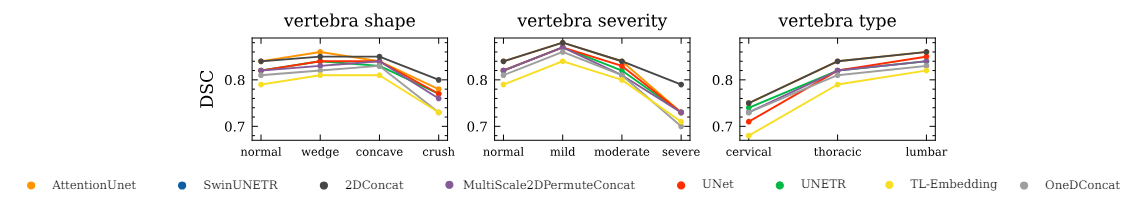 vertebra shape vertebra severity vertebra type
DSC
0.8 0.8 0.8
0.7 0.7 0.7
normal wedge concave crush normal mild moderate severe cervical thoracic lumbar
AttentionUnet SwinUNETR 2DConcat MultiScale2DPermuteConcat UNet UNETR TL-Embedding OneDConcat